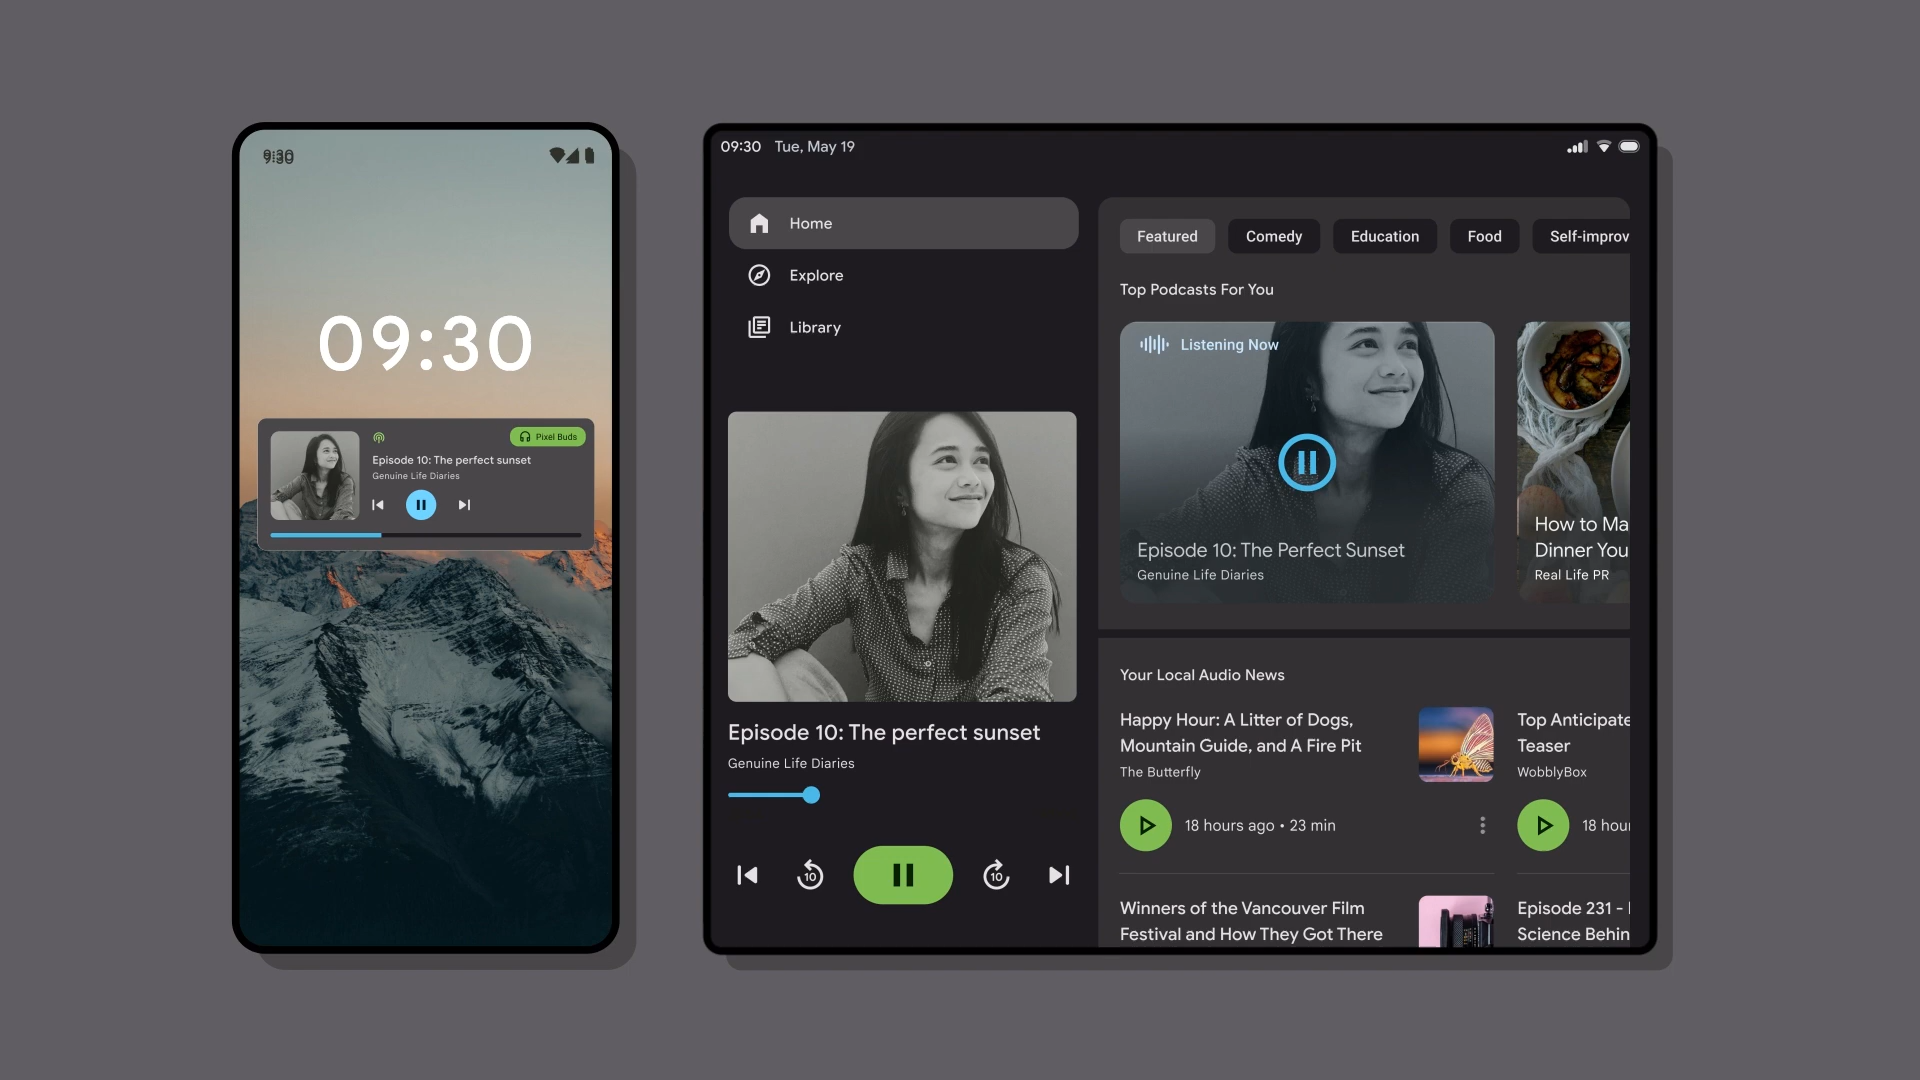 9:30
09:30
Pixel Buds
Episode 10: The perfect sunset
Genuine Life Diaries
09:30 Tue, May 19
Home
Explore
Library
Episode 10: The perfect sunset
Genuine Life Diaries
10
10
Featured Comedy Education Food Self-improv
Top Podcasts For You
Listening Now
Episode 10: The Perfect Sunset
Genuine Life Diaries
How to Ma
Dinner You
Real Life PR
Your Local Audio News
Happy Hour: A Litter of Dogs,
Mountain Guide, and A Fire Pit
The Butterfly
18 hours ago • 23 min
Top Anticipate
Teaser
WobblyBox
18 hour
Winners of the Vancouver Film
Festival and How They Got There
Episode 231 -
Science Behin